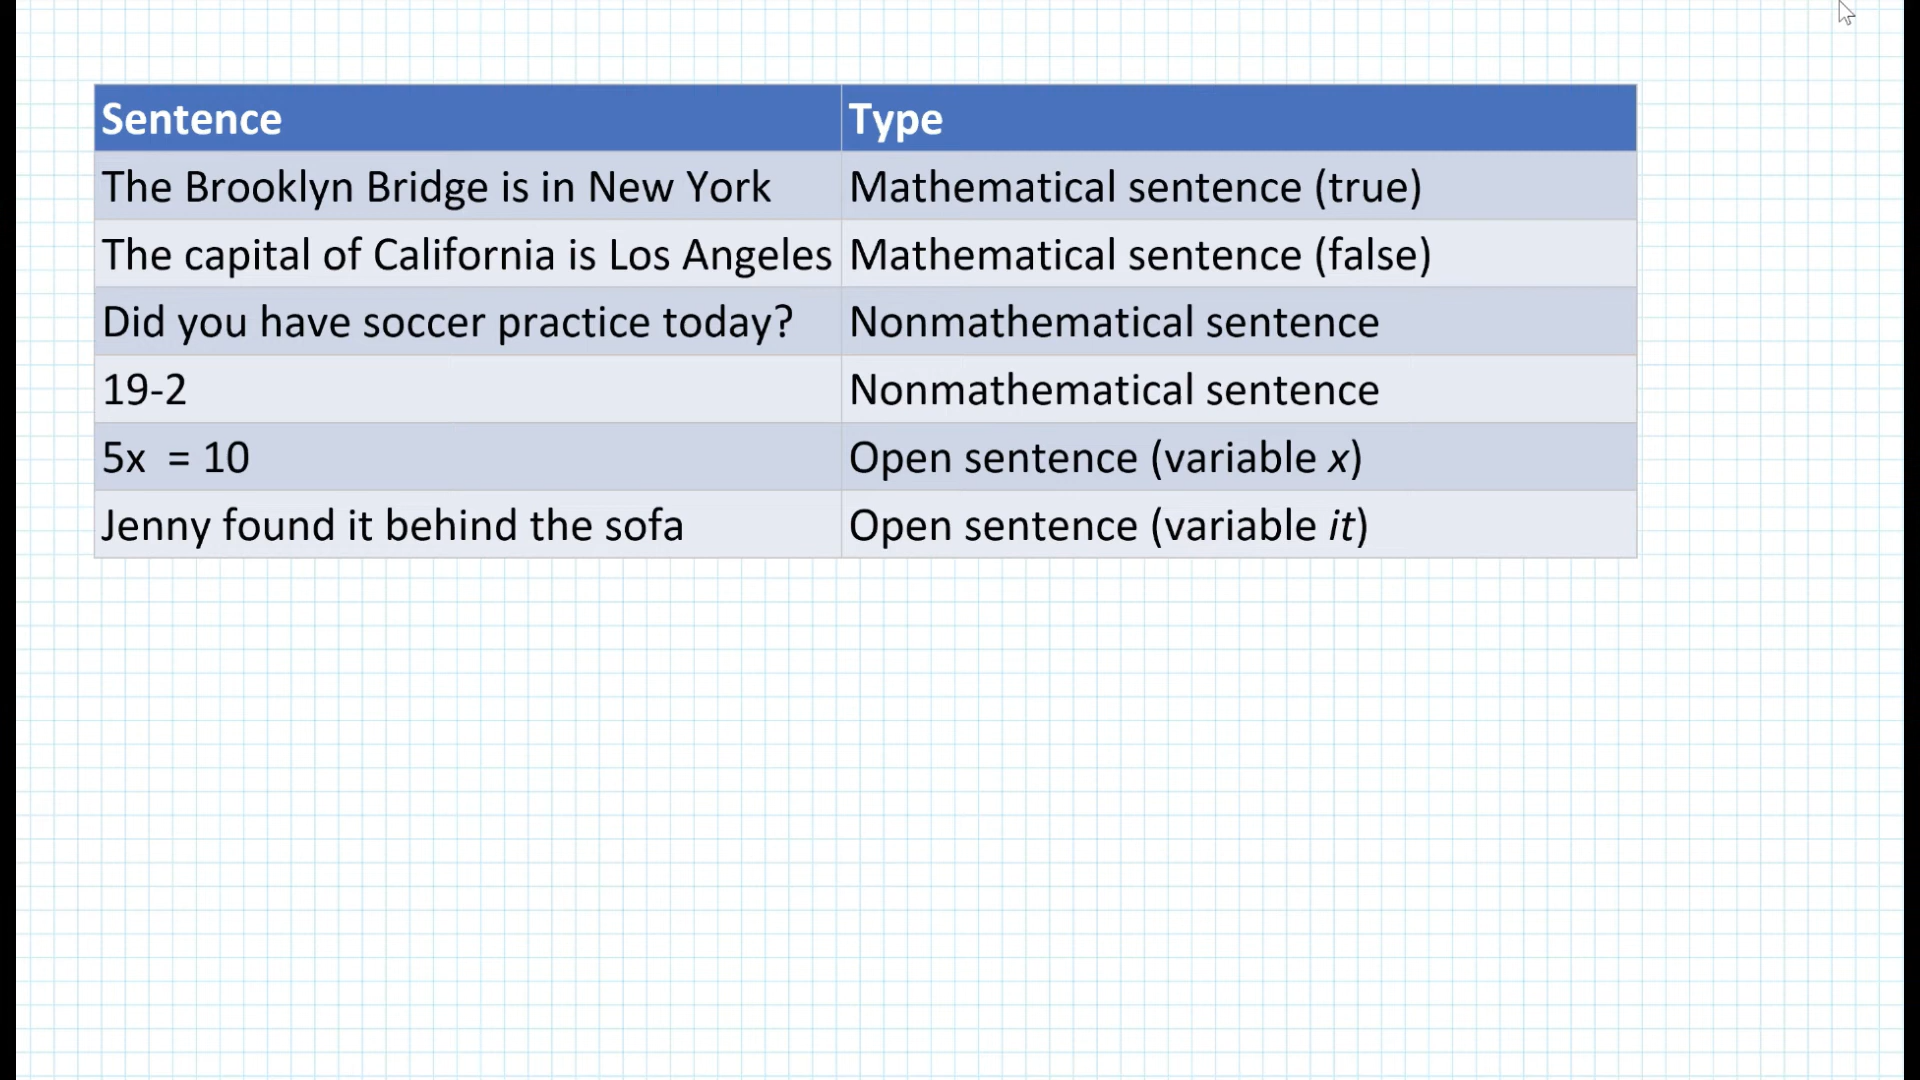 Sentence Type
The Brooklyn Bridge is in New York Mathematical sentence (true)
The capital of California is Los Angeles Mathematical sentence (false)
Did you have soccer practice today? Nonmathematical sentence
19-2 Nonmathematical sentence
5x = 10 Open sentence (variable x)
Jenny found it behind the sofa Open sentence (variable it)